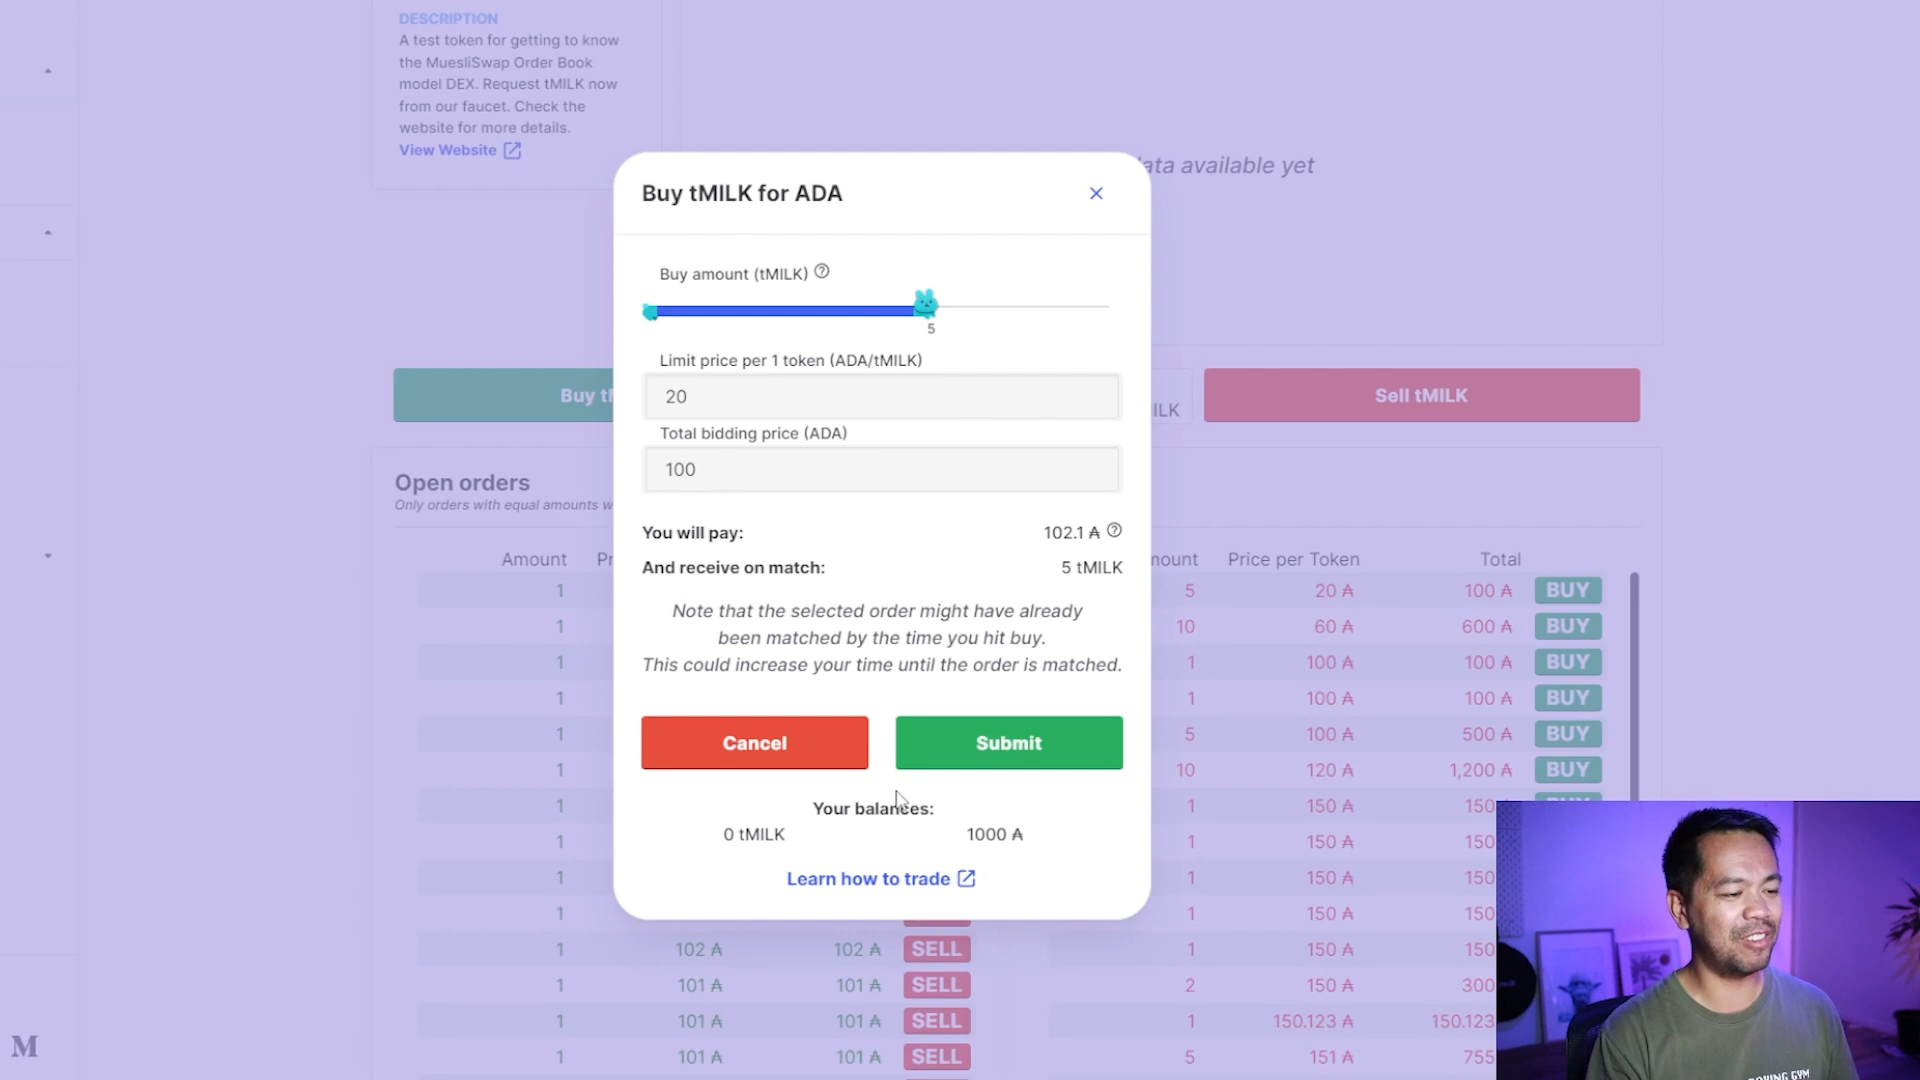 DESCRIPTION
A test token for getting to know
the MuesliSwap Order Book
model DEX. Request tMILK now
from our faucet. Check the
website for more details.
View Website
data available yet
Buy tMILK for ADA
Buy amount (tMILK)
5
Limit price per 1 token (ADA/tMILK)
20
Total bidding price (ADA)
100
You will pay: 102.1 ₳
And receive on match: 5 tMILK
Note that the selected order might have already
been matched by the time you hit buy.
This could increase your time until the order is matched.
Cancel Submit
Your balances:
0 tMILK 1000 ₳
Learn how to trade
Buy
ILK
Sell tMILK
Open orders
Only orders with equal amounts
Amount
1
1
1
1
1
1
1
1
1
1
1 102 ₳ 102 ₳ SELL
1 101 ₳ 101 ₳ SELL
1 101 ₳ 101 ₳ SELL
1 101 ₳ 101 ₳ SELL
Price per Token Total
5 20 ₳ 100 ₳ BUY
10 60 ₳ 600 ₳ BUY
1 100 ₳ 100 ₳ BUY
1 100 ₳ 100 ₳ BUY
5 100 ₳ 500 ₳ BUY
10 120 ₳ 1,200 ₳ BUY
1 150 ₳ 150
1 150 ₳ 150
1 150 ₳ 150
1 150 ₳ 150
1 150 ₳ 150
2 150 ₳ 300
1 150.123 ₳ 150.123
5 151 ₳ 755
M
GYM